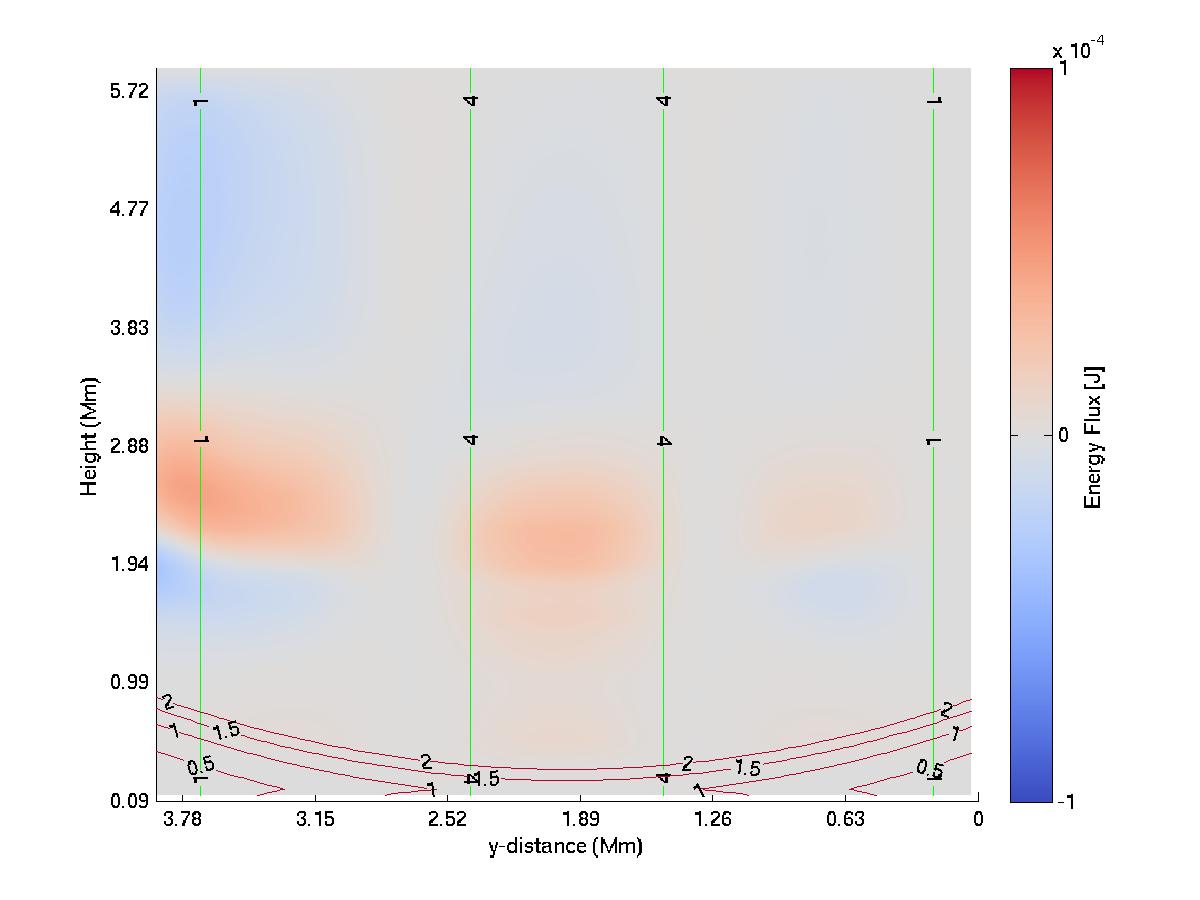 x 10-4
1
0
-1
Energy Flux [J]
5.72
4.77
3.83
2.88
1.94
0.99
0.09
Height (Mm)
1 4 4 1
1 4 4 1
2 2
1 1.5 1
2 2 1.5
0.5 0.5
1 4 1.5 4 1
1 1
3.78 3.15 2.52 1.89 1.26 0.63 0
y-distance (Mm)